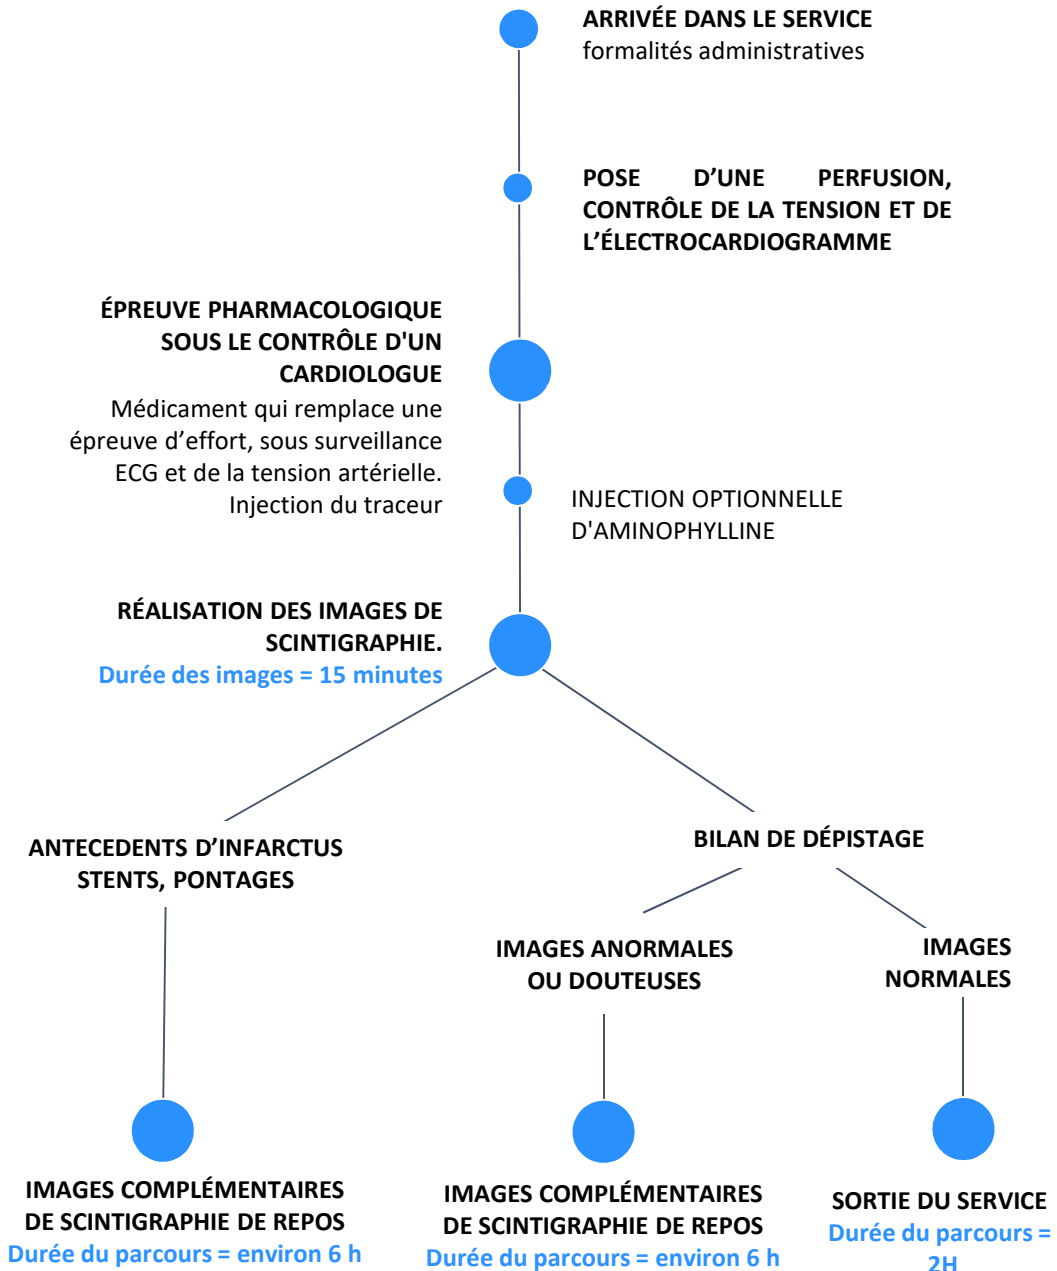 ARRIVÉE DANS LE SERVICE
formalités administratives
POSE D’UNE PERFUSION,
CONTRÔLE DE LA TENSION ET DE
L’ÉLECTROCARDIOGRAMME
ÉPREUVE PHARMACOLOGIQUE
SOUS LE CONTRÔLE D'UN
CARDIOLOGUE
Médicament qui remplace une
épreuve d’effort, sous surveillance
ECG et de la tension artérielle.
Injection du traceur
INJECTION OPTIONNELLE
D'AMINOPHYLLINE
RÉALISATION DES IMAGES DE
SCINTIGRAPHIE.
Durée des images = 15 minutes
ANTECEDENTS D’INFARCTUS
STENTS, PONTAGES
BILAN DE DÉPISTAGE
IMAGES ANORMALES
OU DOUTEUSES
IMAGES
NORMALES
IMAGES COMPLÉMENTAIRES
DE SCINTIGRAPHIE DE REPOS
Durée du parcours = environ 6 h
IMAGES COMPLÉMENTAIRES
DE SCINTIGRAPHIE DE REPOS
Durée du parcours = environ 6 h
SORTIE DU SERVICE
Durée du parcours =
2H